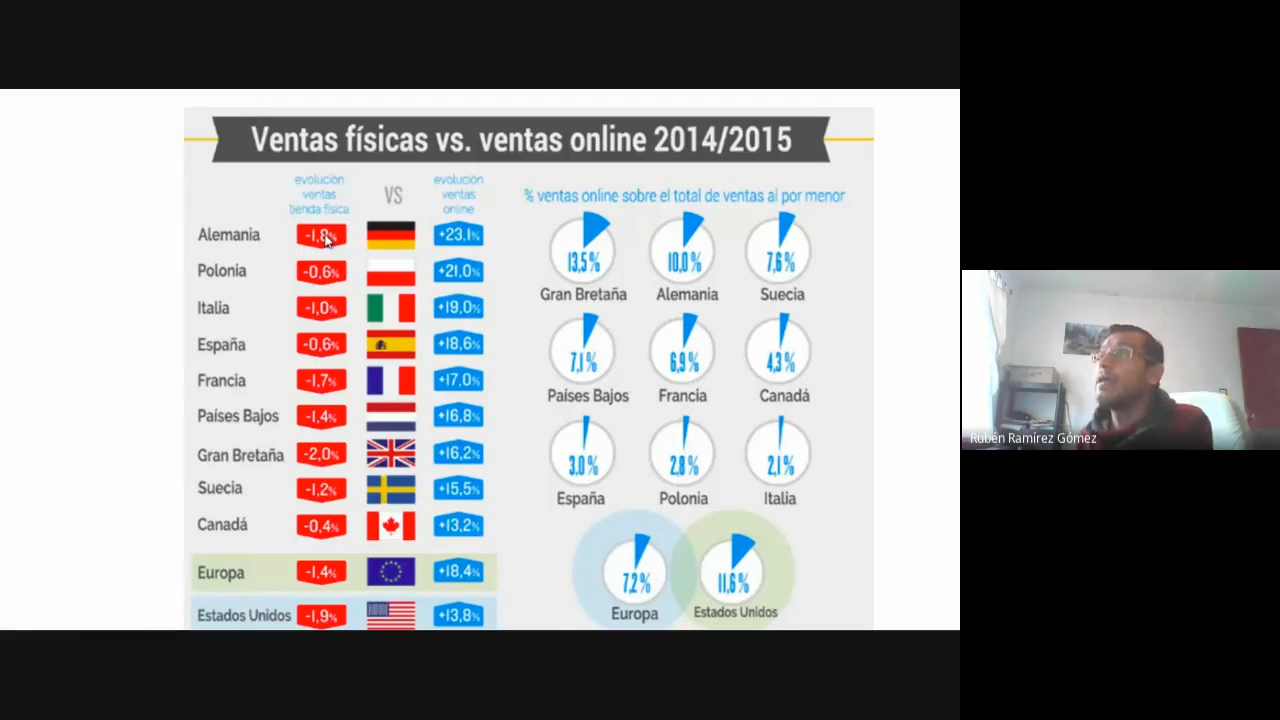 Ventas físicas vs. ventas online 2014/2015
evolución
ventas
tienda física
VS
evolución
ventas
online
Alemania -1,8% +23,1%
Polonia -0,6% +21,0%
Italia -1,0% +19,0%
España -0,6% +18,6%
Francia -1,7% +17,0%
Países Bajos -1,4% +16,8%
Gran Bretaña -2,0% +16,2%
Suecia -1,2% +15,5%
Canadá -0,4% +13,2%
Europa -1,4% +18,4%
Estados Unidos -1,9% +13,8%
% ventas online sobre el total de ventas al por menor
13,5% 10,0% 7,6%
Gran Bretaña Alemania Suecia
7,1% 6,9% 4,3%
Países Bajos Francia Canadá
3,0% 2,8% 2,1%
España Polonia Italia
7,2% 11,6%
Europa Estados Unidos
Rubén Ramírez Gómez